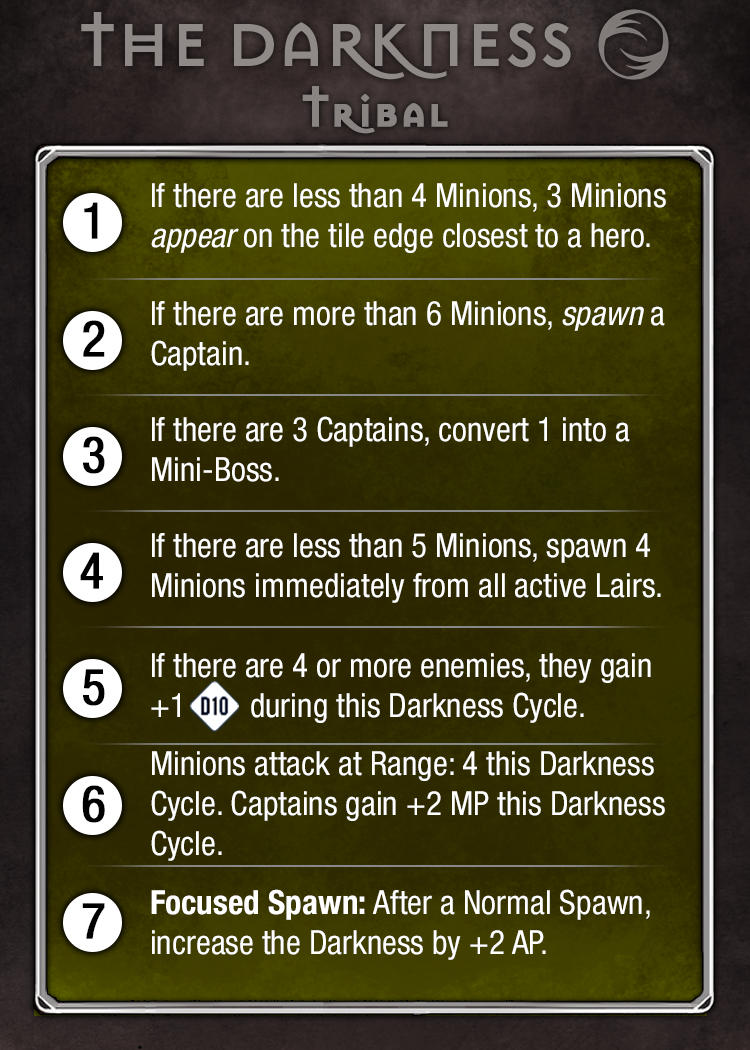 THE DARKNESS
TRIBAL
1
If there are less than 4 Minions, 3 Minions
appear on the tile edge closest to a hero.
2
If there are more than 6 Minions, spawn a
Captain.
3
If there are 3 Captains, convert 1 into a
Mini-Boss.
4
If there are less than 5 Minions, spawn 4
Minions immediately from all active Lairs.
5
If there are 4 or more enemies, they gain
+1 D10 during this Darkness Cycle.
6
Minions attack at Range: 4 this Darkness
Cycle. Captains gain +2 MP this Darkness
Cycle.
7
Focused Spawn: After a Normal Spawn,
increase the Darkness by +2 AP.